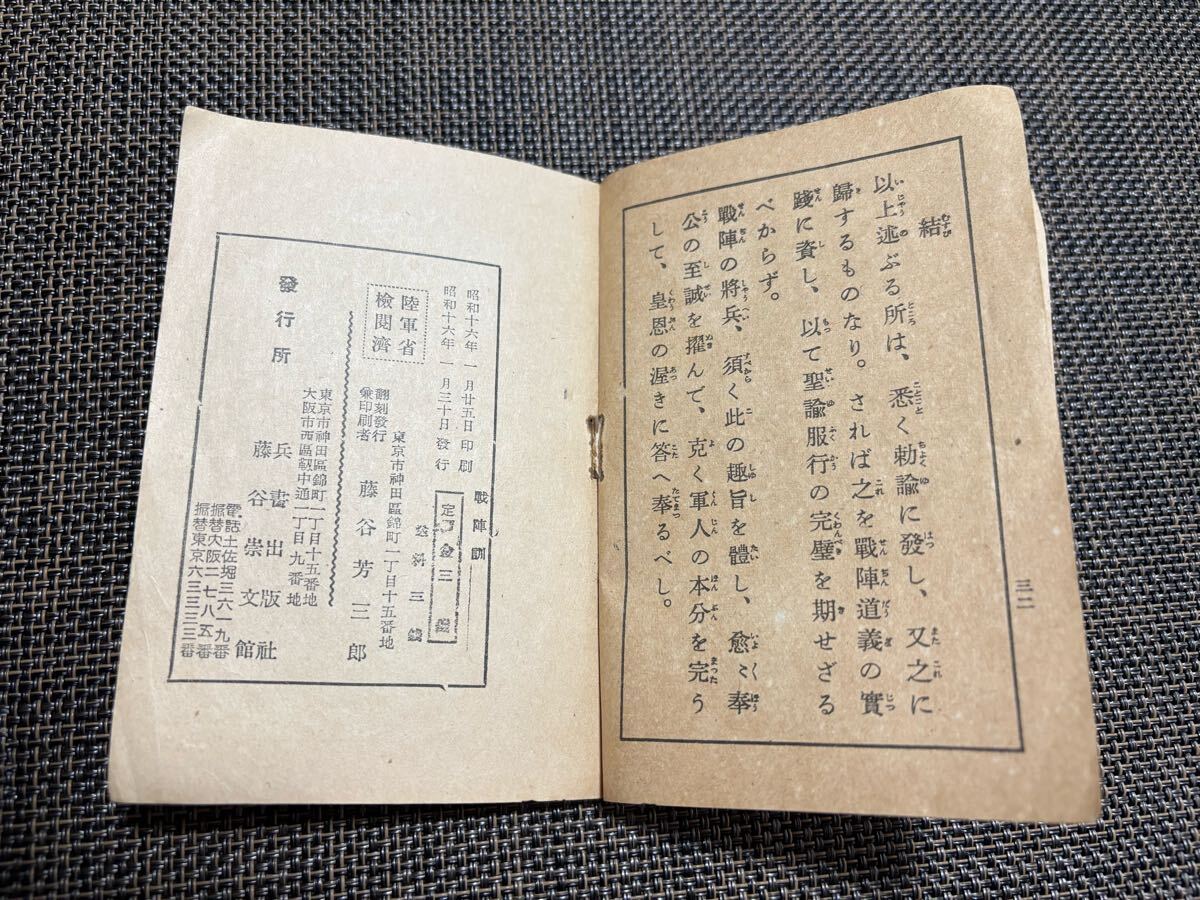 結
以上述ぶる所は、悉く勅諭に發し、又之に
歸するものなり。されば之を戰陣道義の實
踐に資し、以て聖諭服行の完璧を期せざる
べからず。
戰陣の將兵、須く此の趣旨を體し、愈〻奉
公の至誠を擢んで、克く軍人の本分を完う
して、皇恩の渥きに答へ奉るべし。
三二
戰陣訓
昭和十六年一月廿五日印刷
昭和十六年一月三十日發行
定價金三錢
送料三錢
陸軍省
檢閱濟
東京市神田區錦町一丁目十五番地
翻刻發行
兼印刷者
藤谷芳三郎
東京市神田區錦町一丁目十五番地
大阪市西區靱中通一丁目九番地
發行所
兵書出版社
藤谷崇文館
電話土佐堀三六一九番
振替大阪二七八五番
振替東京六三三三三番